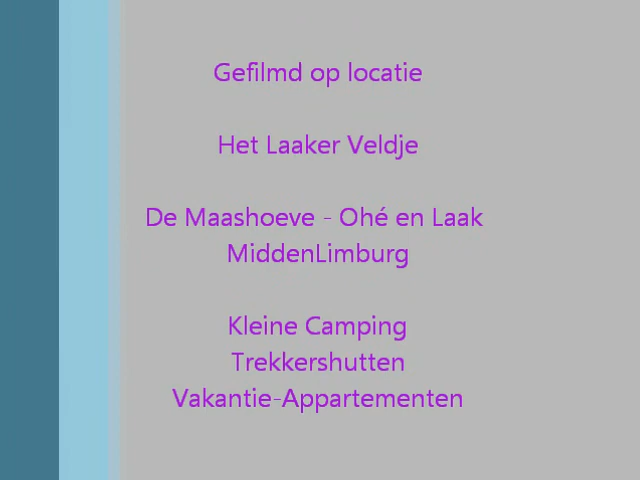 Gefilmd op locatie
Het Laaker Veldje
De Maashoeve - Ohé en Laak
MiddenLimburg
Kleine Camping
Trekkershutten
Vakantie-Appartementen